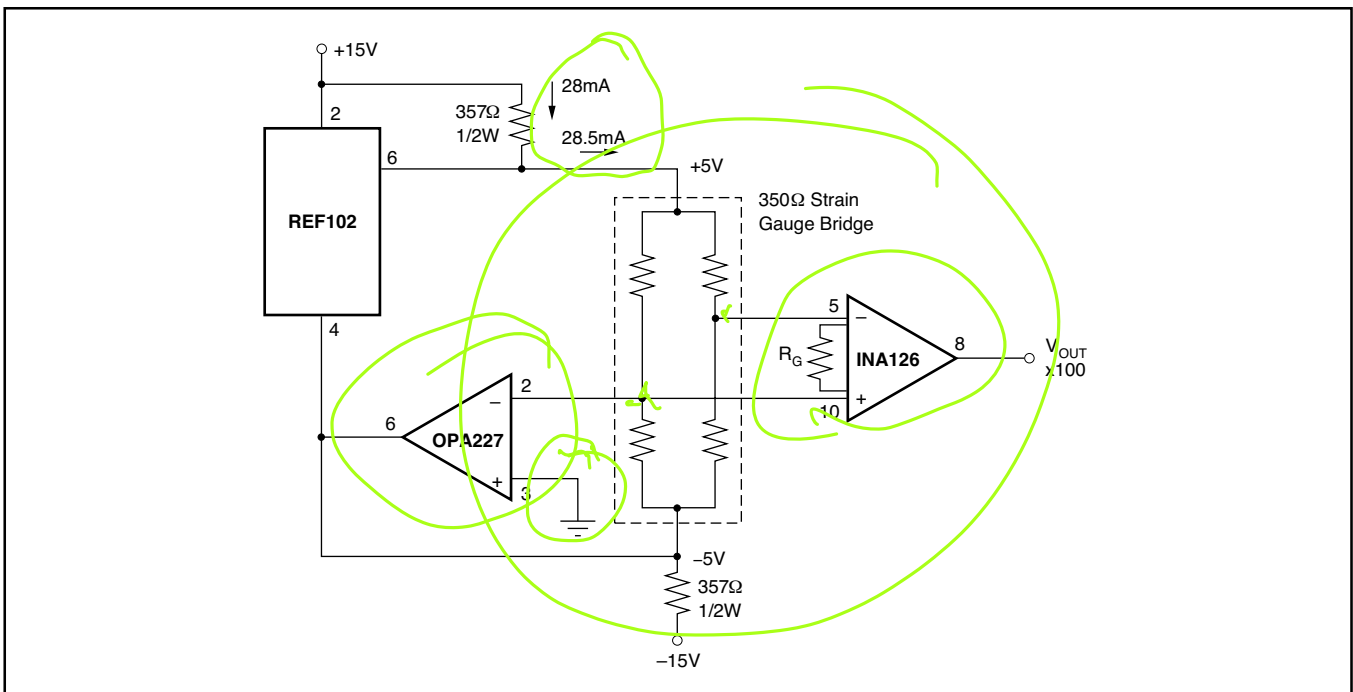 +15V
2
357Ω
1/2W
28mA
28.5mA
6
+5V
REF102
350Ω Strain
Gauge Bridge
4
5
–
RG
INA126
8
VOUT
x100
+
10
2
–
6
OPA227
+
3
–5V
357Ω
1/2W
–15V